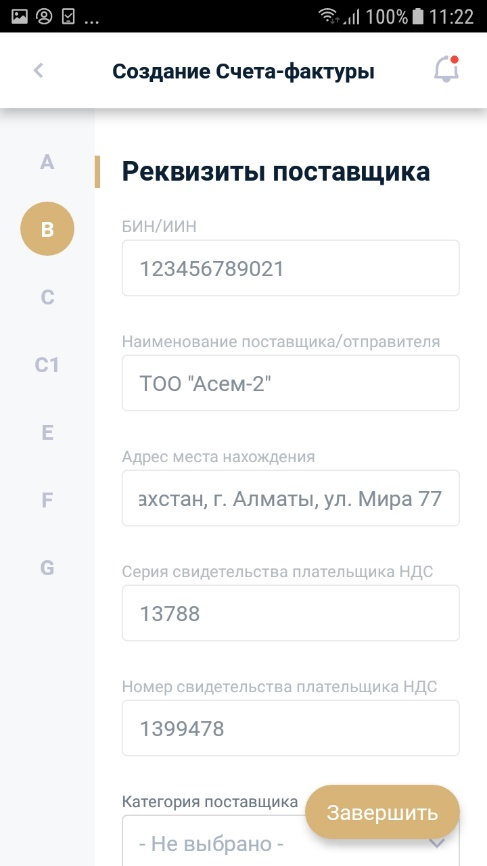 ... 100% 11:22
Создание Счета-фактуры
A
B
C
C1
E
F
G
Реквизиты поставщика
БИН/ИИН
123456789021
Наименование поставщика/отправителя
ТОО "Асем-2"
Адрес места нахождения
ахстан, г. Алматы, ул. Мира 77
Серия свидетельства плательщика НДС
13788
Номер свидетельства плательщика НДС
1399478
Категория поставщика
Завершить
- Не выбрано -